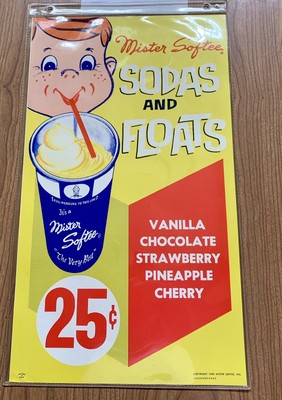 Mister Softee
SODAS
AND
FLOATS
It's a
Mister
Softee
"The Very Best"
VANILLA
CHOCOLATE
STRAWBERRY
PINEAPPLE
CHERRY
25¢